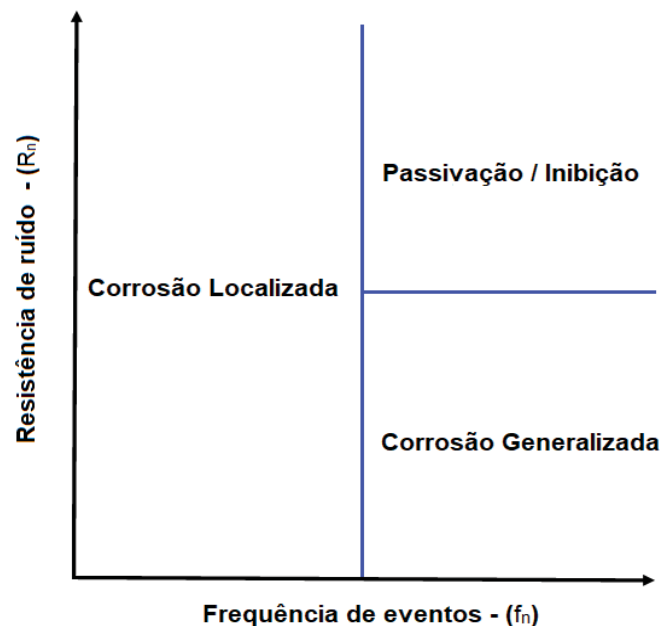 Resistência de ruído - (Rn)
Passivação / Inibição
Corrosão Localizada
Corrosão Generalizada
Frequência de eventos - (fn)